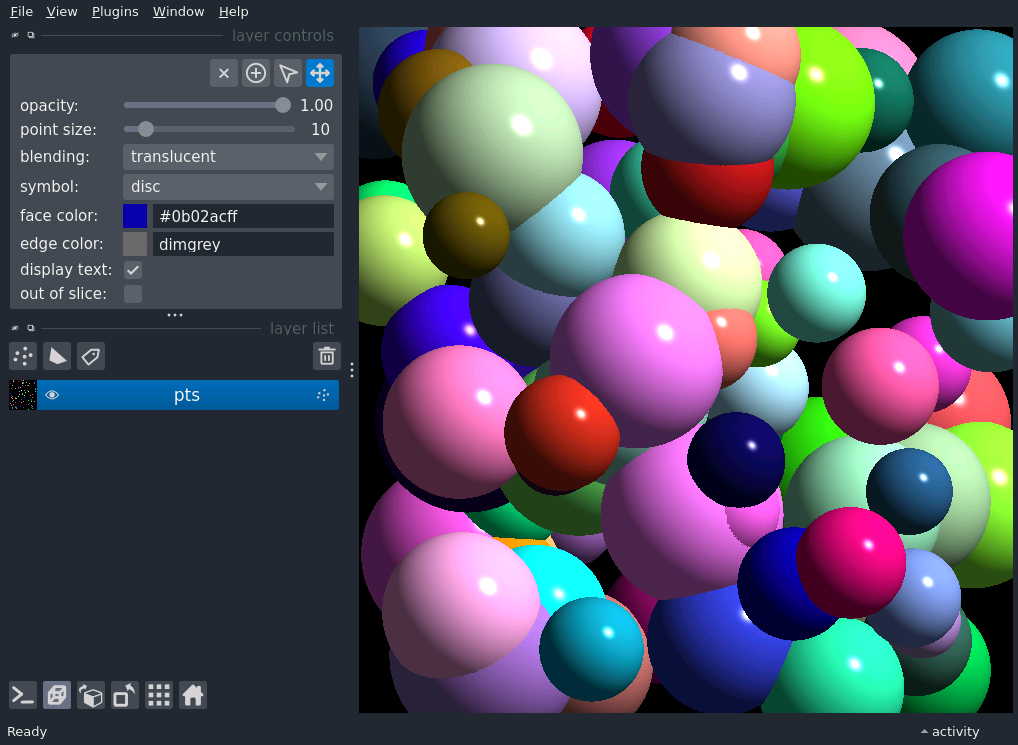 File View Plugins Window Help
layer controls
opacity: 1.00
point size: 10
blending: translucent
symbol: disc
face color: #0b02acff
edge color: dimgrey
display text:
out of slice:
layer list
pts
Ready
activity